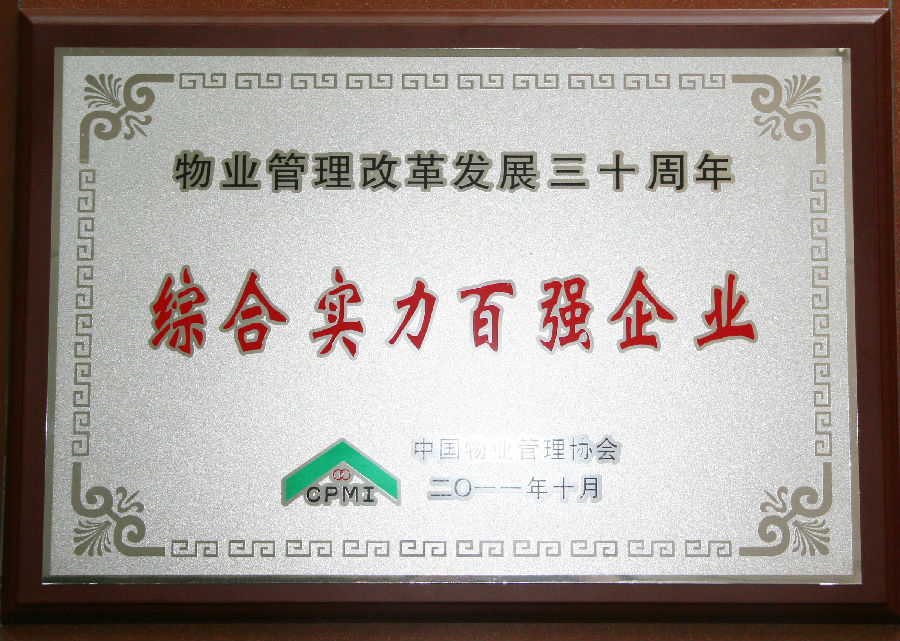 物业管理改革发展三十周年
综合实力百强企业
中国物业管理协会
CPMI
二〇一一年十月